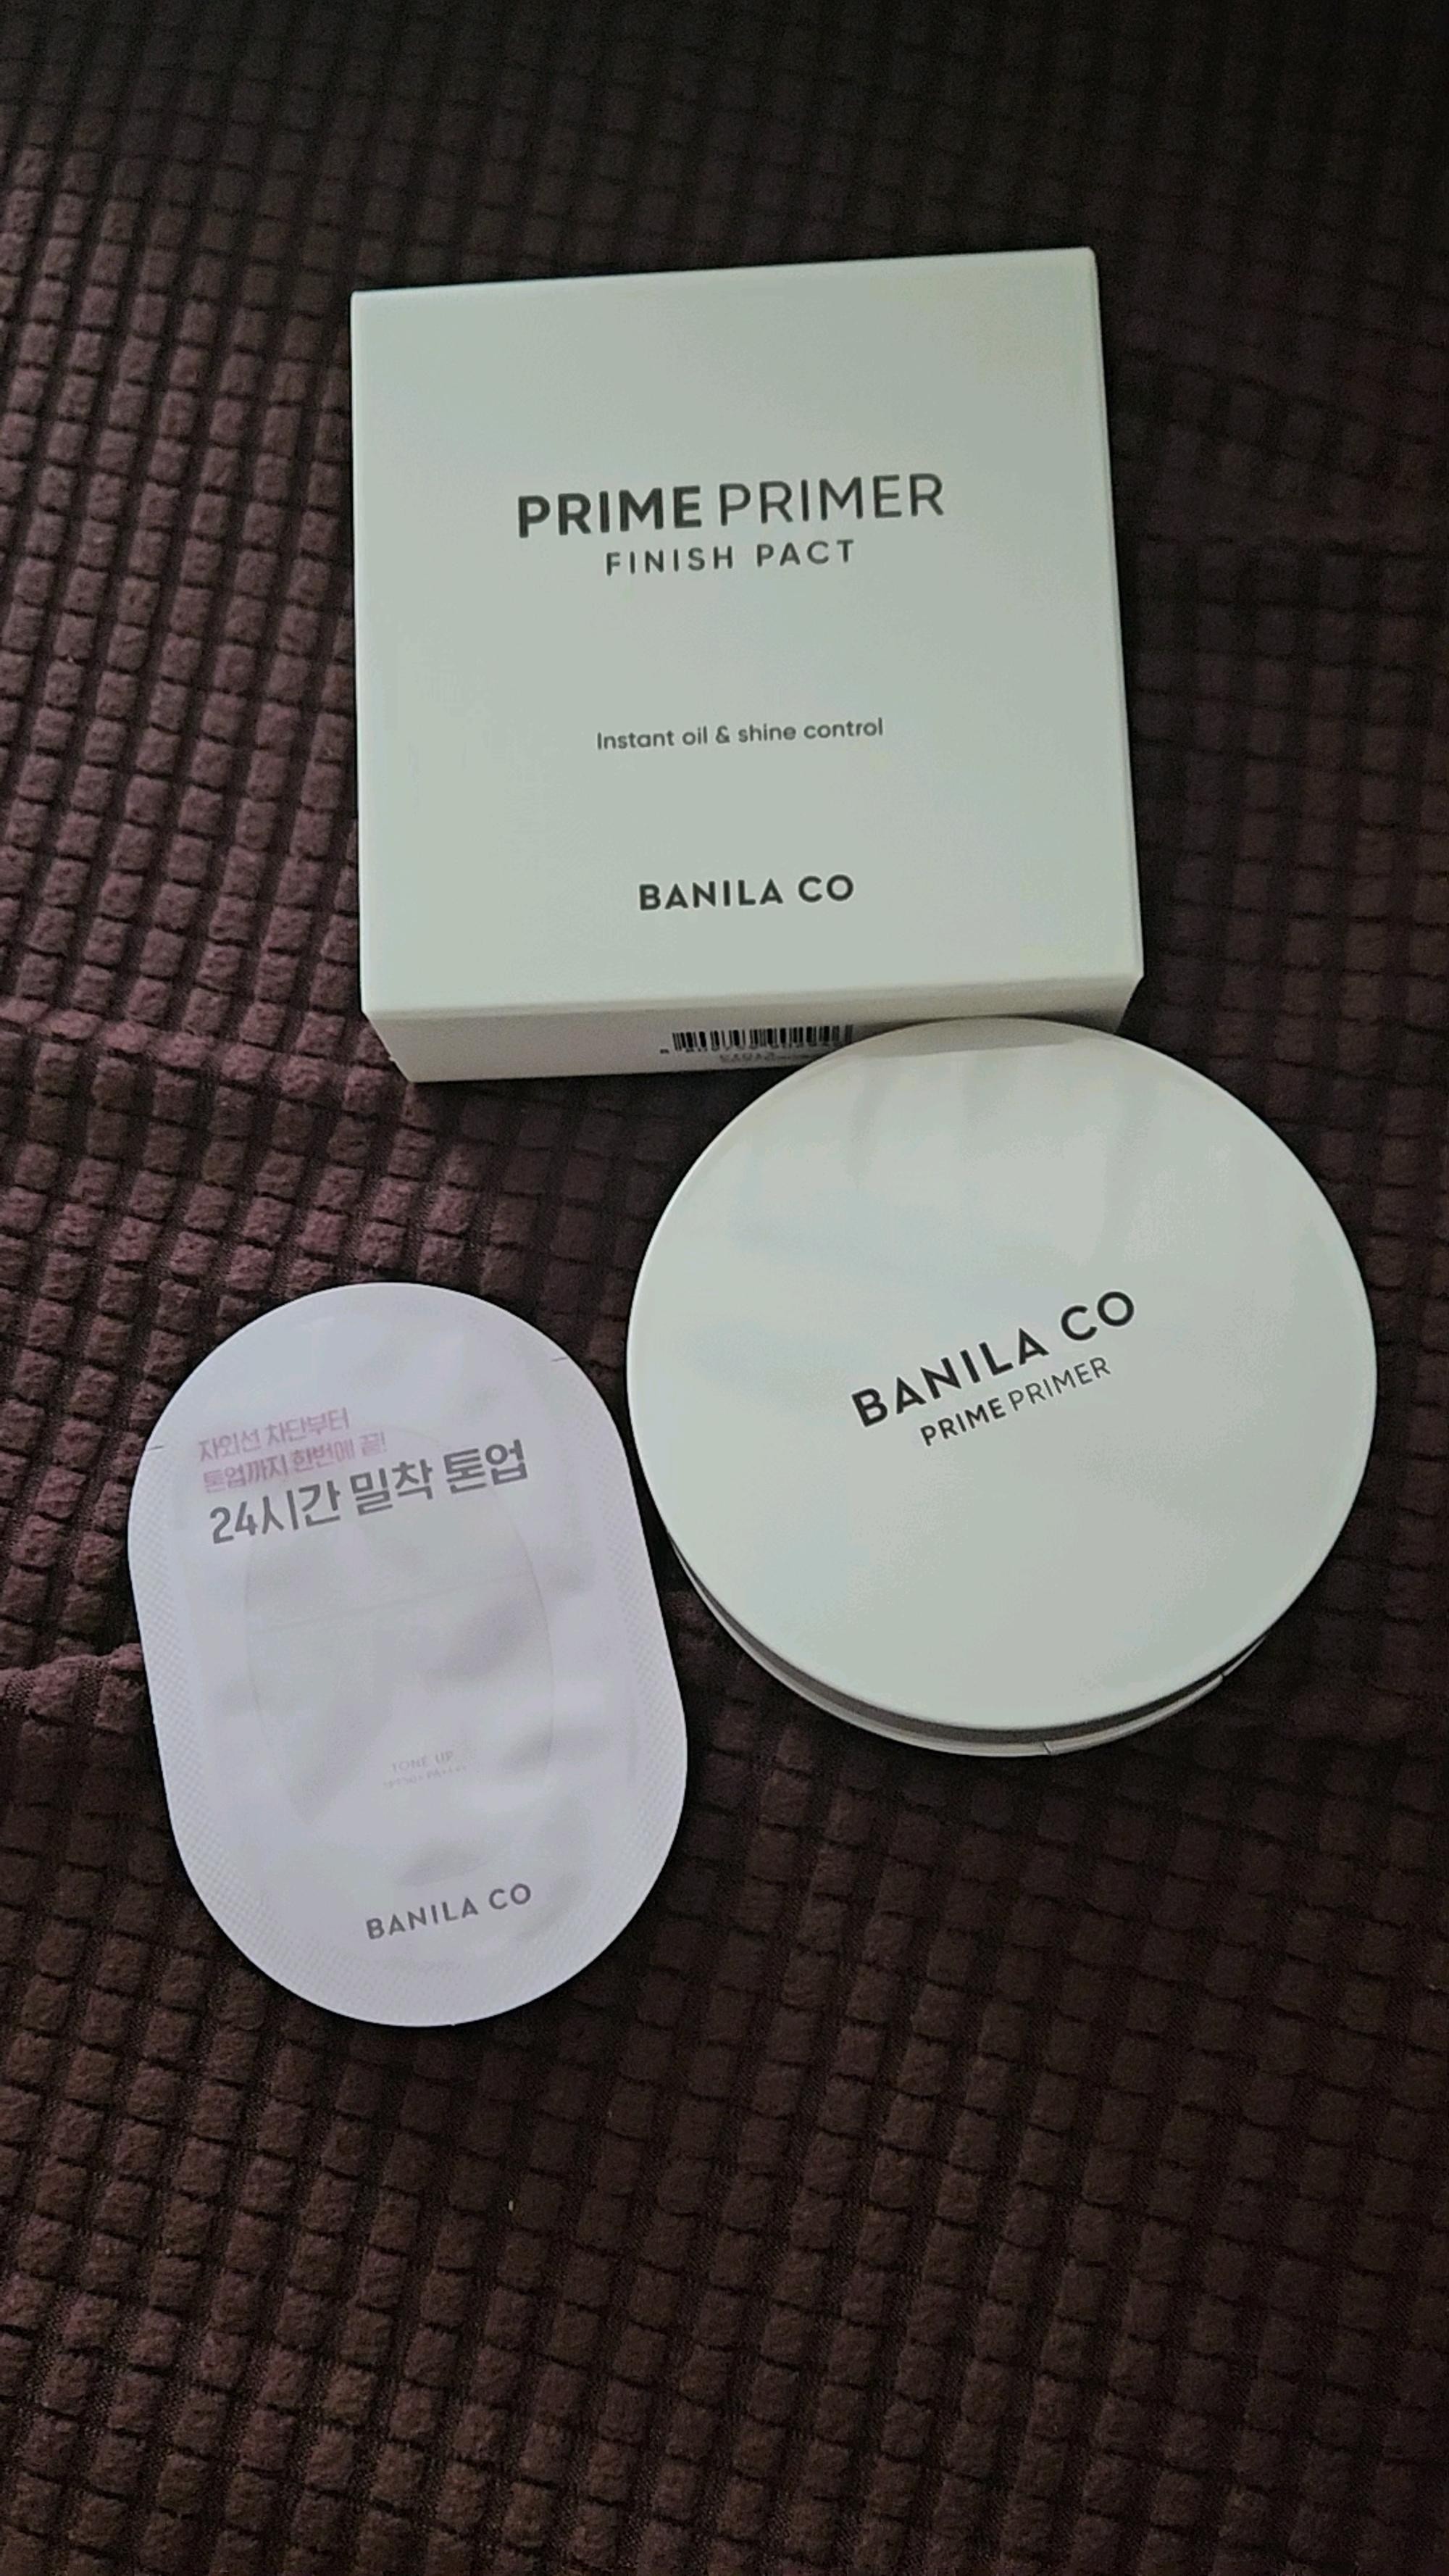 PRIME PRIMER
FINISH PACT
Instant oil & shine control
BANILA CO
BANILA CO
PRIME PRIMER
자외선 차단부터
톤업까지 한번에 끝!
24시간 밀착 톤업
TONE UP
BANILA CO